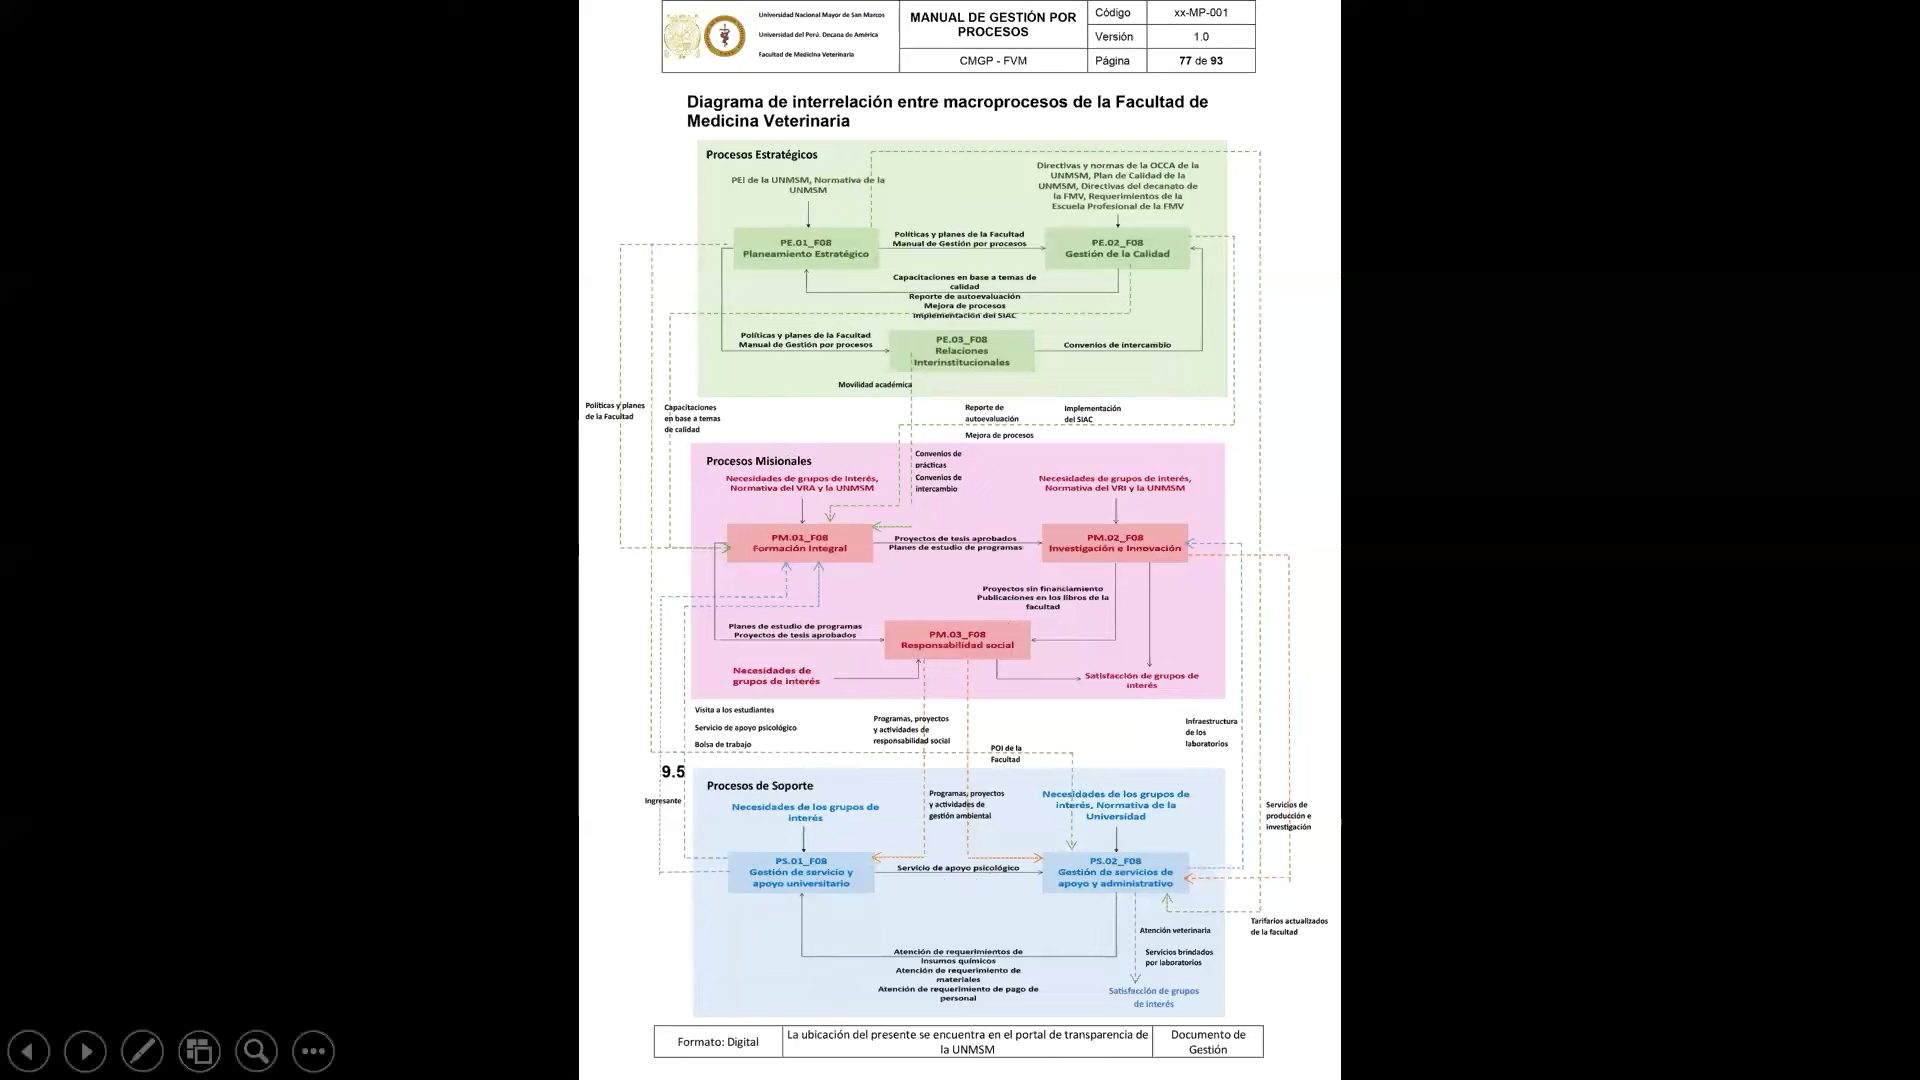 Universidad Nacional Mayor de San Marcos
Universidad del Perú. Decana de América
Facultad de Medicina Veterinaria
MANUAL DE GESTIÓN POR
PROCESOS
CMGP - FVM
Código
xx-MP-001
Versión
1.0
Página
77 de 93
Diagrama de interrelación entre macroprocesos de la Facultad de
Medicina Veterinaria
Procesos Estratégicos
PEI de la UNMSM, Normativa de la
UNMSM
Directivas y normas de la OCCA de la
UNMSM, Plan de Calidad de la
UNMSM, Directivas del decanato de
la FMV, Requerimientos de la
Escuela Profesional de la FMV
PE.01_F08
Planeamiento Estratégico
Políticas y planes de la Facultad
Manual de Gestión por procesos
PE.02_F08
Gestión de la Calidad
Capacitaciones en base a temas de
calidad
Reporte de autoevaluación
Mejora de procesos
Implementación del SIAC
Políticas y planes de la Facultad
Manual de Gestión por procesos
PE.03_F08
Relaciones
Interinstitucionales
Convenios de intercambio
Movilidad académica
Políticas y planes
de la Facultad
Capacitaciones
en base a temas
de calidad
Reporte de
autoevaluación
Implementación
del SIAC
Mejora de procesos
Procesos Misionales
Convenios de
prácticas
Convenios de
intercambio
Necesidades de grupos de Interés,
Normativa del VRA y la UNMSM
Necesidades de grupos de interés,
Normativa del VRI y la UNMSM
PM.01_F08
Formación Integral
Proyectos de tesis aprobados
Planes de estudio de programas
PM.02_F08
Investigación e Innovación
Proyectos sin financiamiento
Publicaciones en los libros de la
facultad
Planes de estudio de programas
Proyectos de tesis aprobados
PM.03_F08
Responsabilidad social
Necesidades de
grupos de interés
Satisfacción de grupos de
interés
Visita a los estudiantes
Servicio de apoyo psicológico
Bolsa de trabajo
Programas, proyectos
y actividades de
responsabilidad social
POI de la
Facultad
Infraestructura
de los
laboratorios
9.5
Procesos de Soporte
Ingresante
Necesidades de los grupos de
interés
Programas, proyectos
y actividades de
gestión ambiental
Necesidades de los grupos de
interés, Normativa de la
Universidad
Servicios de
producción e
investigación
PS.01_F08
Gestión de servicio y
apoyo universitario
Servicio de apoyo psicológico
PS.02_F08
Gestión de servicios de
apoyo y administrativo
Tarifarios actualizados
de la facultad
Atención veterinaria
Servicios brindados
por laboratorios
Atención de requerimientos de
insumos químicos
Atención de requerimiento de
materiales
Atención de requerimiento de pago de
personal
Satisfacción de grupos
de interés
Formato: Digital
La ubicación del presente se encuentra en el portal de transparencia de
la UNMSM
Documento de
Gestión